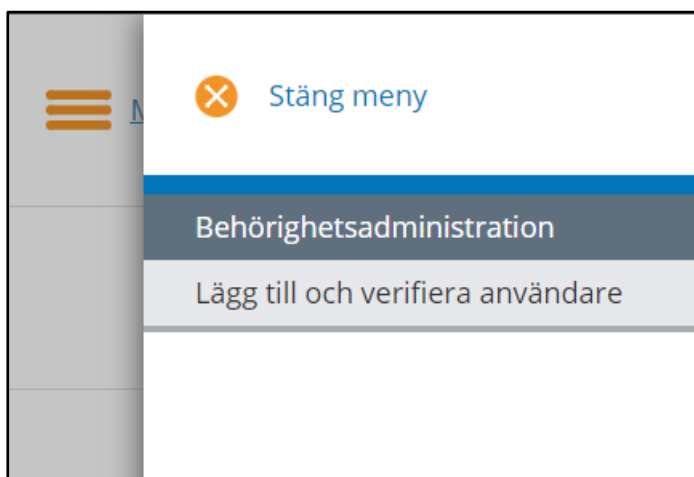 Stäng meny
Behörighetsadministration
Lägg till och verifiera användare